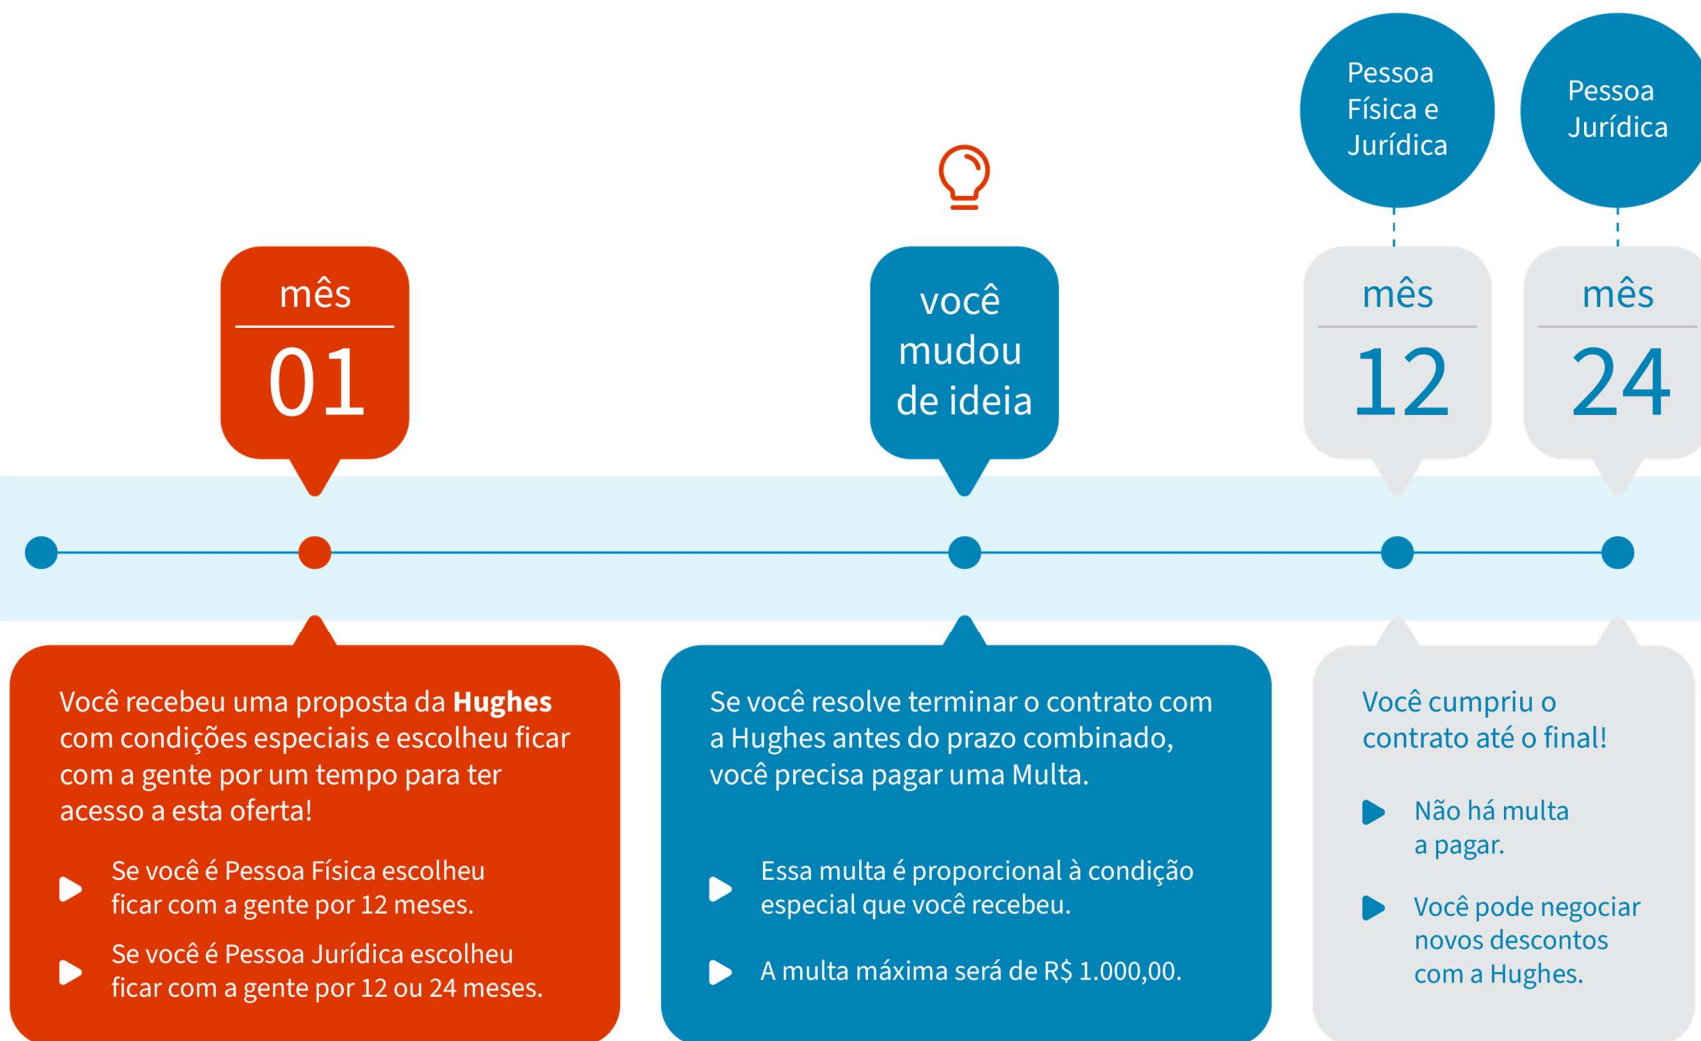 Pessoa
Física e
Jurídica
Pessoa
Jurídica
mês
01
você
mudou
de ideia
mês
12
mês
24
Você recebeu uma proposta da Hughes
com condições especiais e escolheu ficar
com a gente por um tempo para ter
acesso a esta oferta!
Se você é Pessoa Física escolheu
ficar com a gente por 12 meses.
Se você é Pessoa Jurídica escolheu
ficar com a gente por 12 ou 24 meses.
Se você resolve terminar o contrato com
a Hughes antes do prazo combinado,
você precisa pagar uma Multa.
Essa multa é proporcional à condição
especial que você recebeu.
A multa máxima será de R$ 1.000,00.
Você cumpriu o
contrato até o final!
Não há multa
a pagar.
Você pode negociar
novos descontos
com a Hughes.